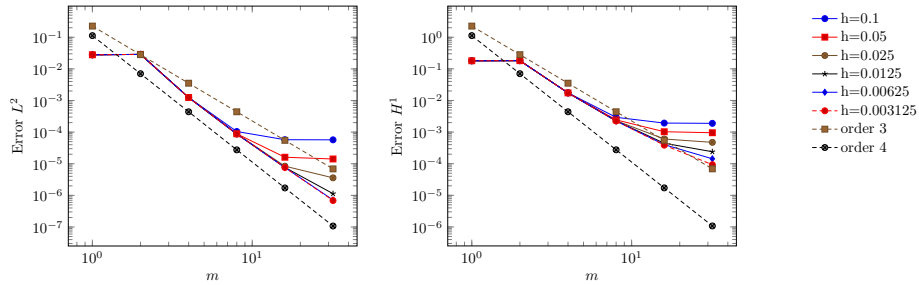 10^{-1}
10^{-2}
10^{-3}
10^{-4}
10^{-5}
10^{-6}
10^{-7}
Error L^2
10^0
10^1
m
10^0
10^{-1}
10^{-2}
10^{-3}
10^{-4}
10^{-5}
10^{-6}
Error H^1
10^0
10^1
m
h=0.1
h=0.05
h=0.025
h=0.0125
h=0.00625
h=0.003125
order 3
order 4